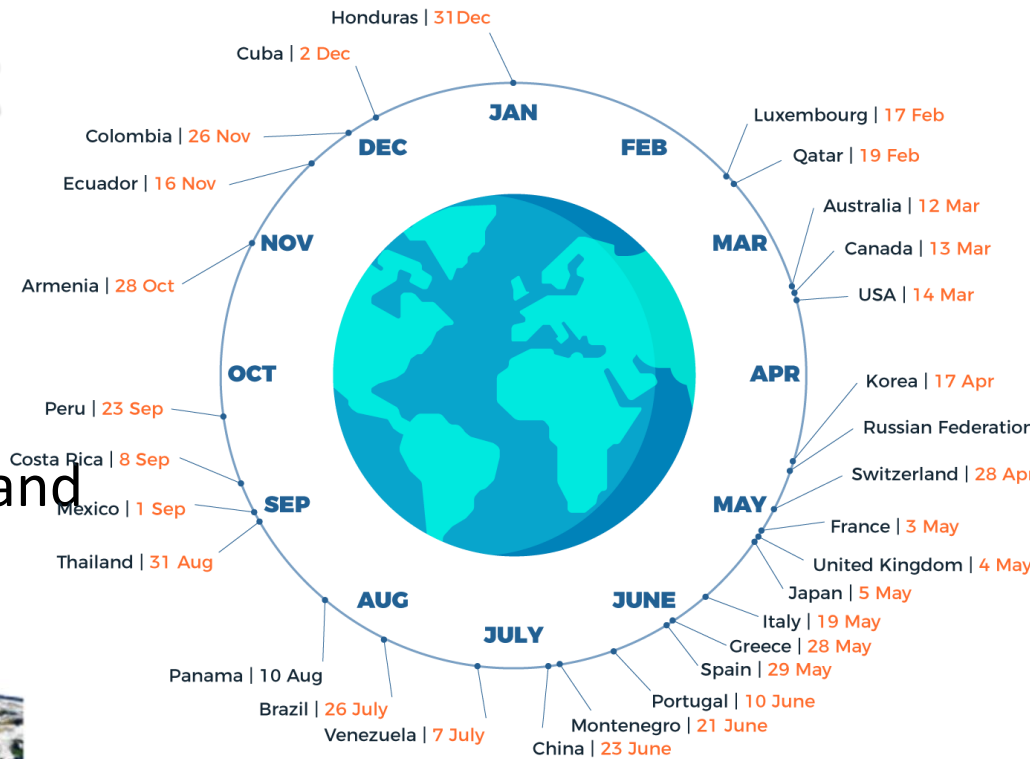 Honduras | 31Dec
Cuba | 2 Dec
Colombia | 26 Nov
Ecuador | 16 Nov
Armenia | 28 Oct
Peru | 23 Sep
Costa Rica | 8 Sep
and
Mexico | 1 Sep
Thailand | 31 Aug
Panama | 10 Aug
Brazil | 26 July
Venezuela | 7 July
China | 23 June
Montenegro | 21 June
Portugal | 10 June
Spain | 29 May
Greece | 28 May
Italy | 19 May
Japan | 5 May
United Kingdom | 4 May
France | 3 May
Switzerland | 28 Apr
Russian Federation
Korea | 17 Apr
USA | 14 Mar
Canada | 13 Mar
Australia | 12 Mar
Qatar | 19 Feb
Luxembourg | 17 Feb
JAN
FEB
MAR
APR
MAY
JUNE
JULY
AUG
SEP
OCT
NOV
DEC